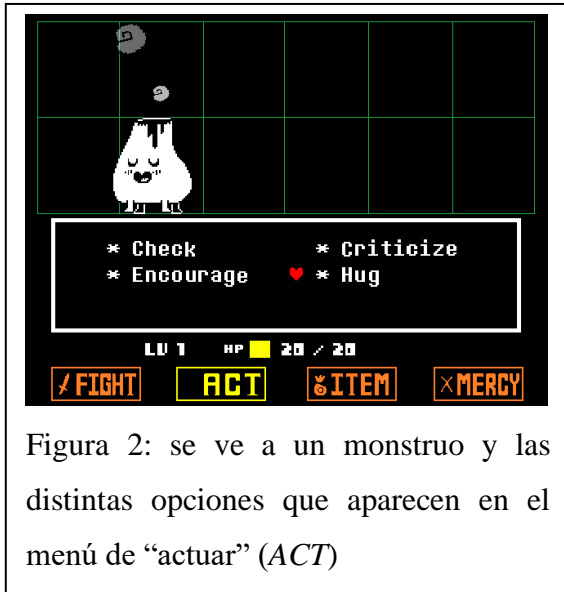 * Check * Criticize
* Encourage * Hug
LV 1 HP 20 / 20
FIGHT ACT ITEM MERCY
Figura 2: se ve a un monstruo y las
distintas opciones que aparecen en el
menú de “actuar” (ACT)